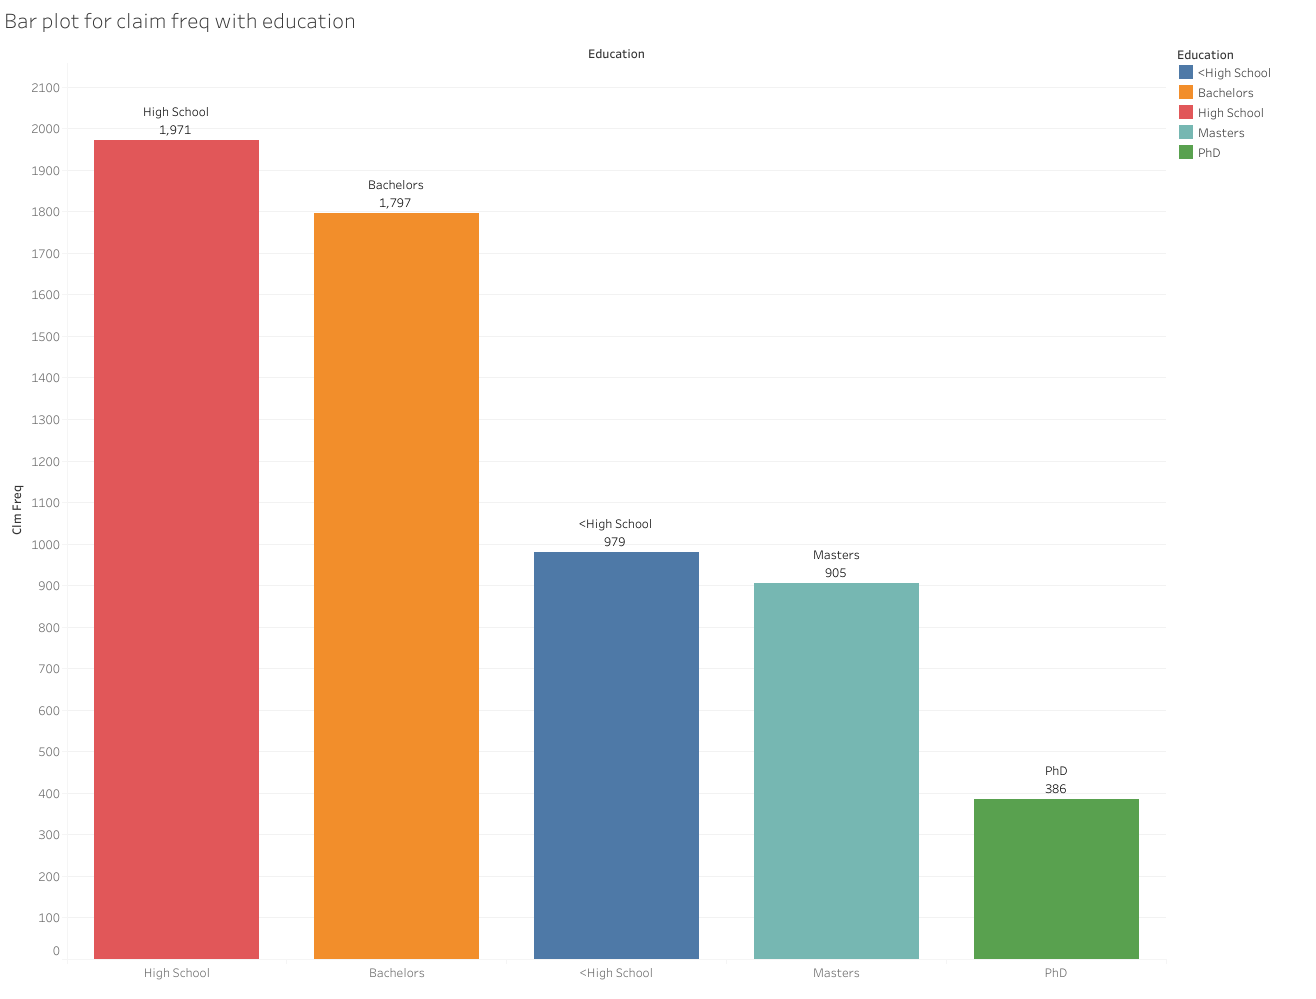 Bar plot for claim freq with education
Education
Education
<High School
Bachelors
High School
Masters
PhD
2100
2000
1900
1800
1700
1600
1500
1400
1300
1200
1100
1000
900
800
700
600
500
400
300
200
100
0
Clm Freq
High School
1,971
Bachelors
1,797
<High School
979
Masters
905
PhD
386
High School
Bachelors
<High School
Masters
PhD